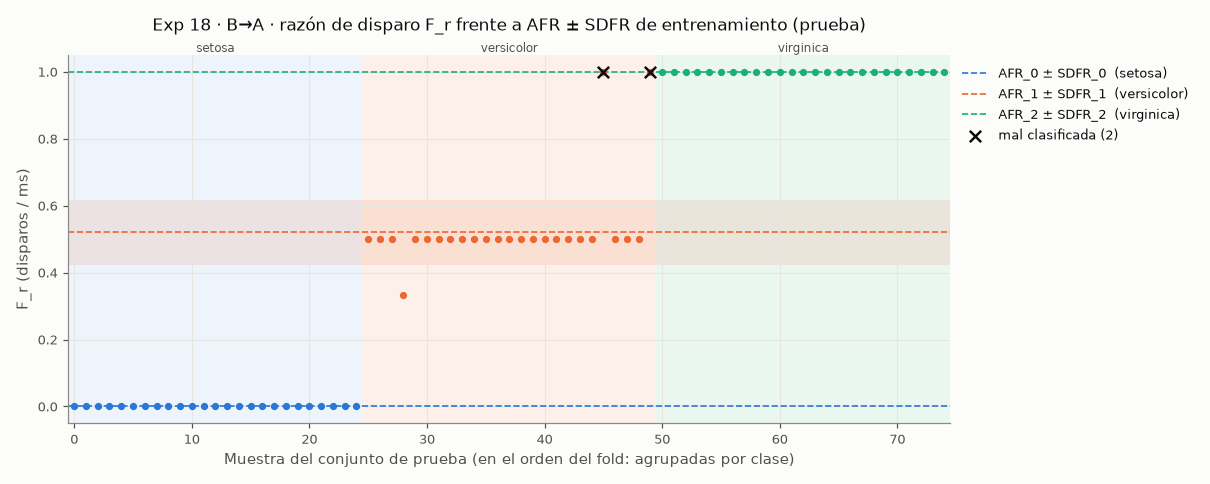 Exp 18 · B→A · razón de disparo F_r frente a AFR ± SDFR de entrenamiento (prueba)
setosa versicolor virginica
1.0
0.8
0.6
0.4
0.2
0.0
F_r (disparos / ms)
0 10 20 30 40 50 60 70
Muestra del conjunto de prueba (en el orden del fold: agrupadas por clase)
AFR_0 ± SDFR_0 (setosa)
AFR_1 ± SDFR_1 (versicolor)
AFR_2 ± SDFR_2 (virginica)
mal clasificada (2)